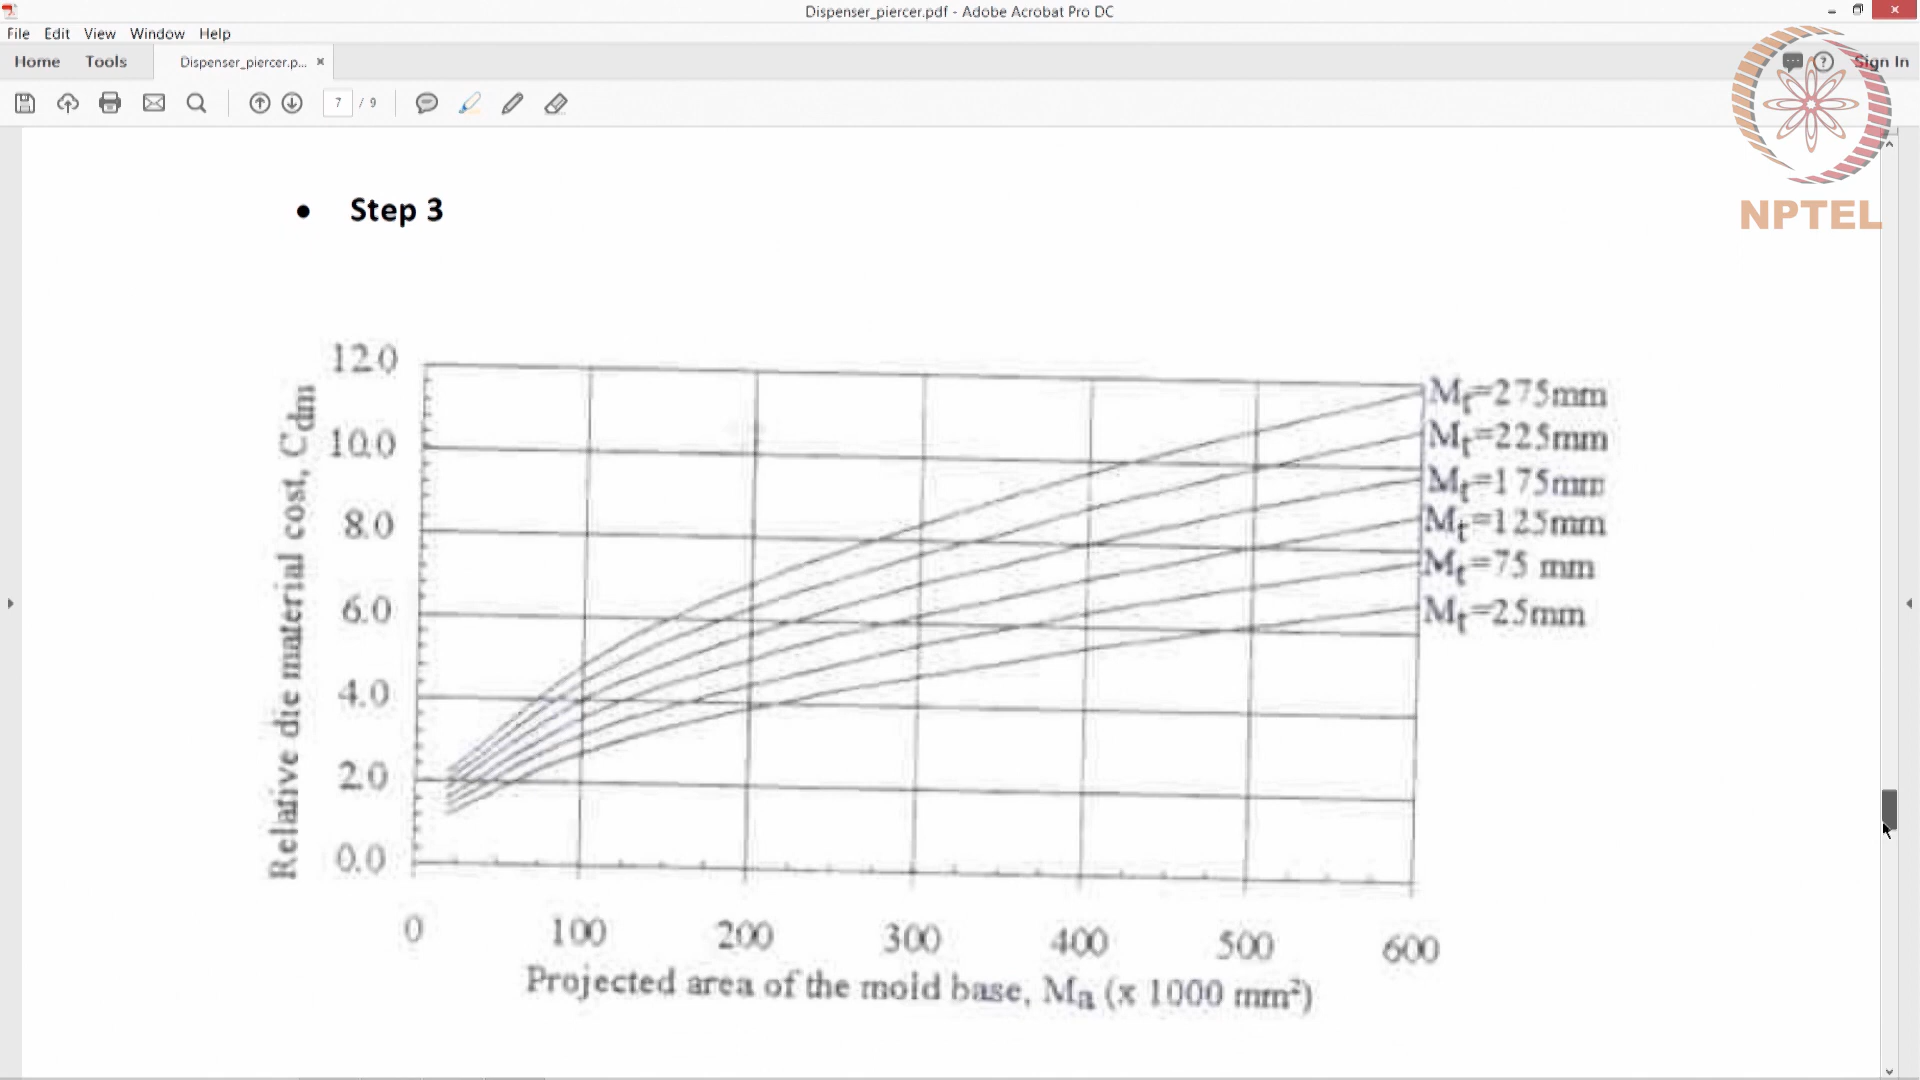 Dispenser_piercer.pdf - Adobe Acrobat Pro DC
File Edit View Window Help
Home Tools Dispenser_piercer.p... × Sign In
7 / 9
NPTEL
• Step 3
Relative die material cost, Cdm
12.0
10.0
8.0
6.0
4.0
2.0
0.0
Mt=275mm
Mt=225mm
Mt=175mm
Mt=125mm
Mt=75 mm
Mt=25mm
0 100 200 300 400 500 600
Projected area of the mold base, Ma (x 1000 mm²)